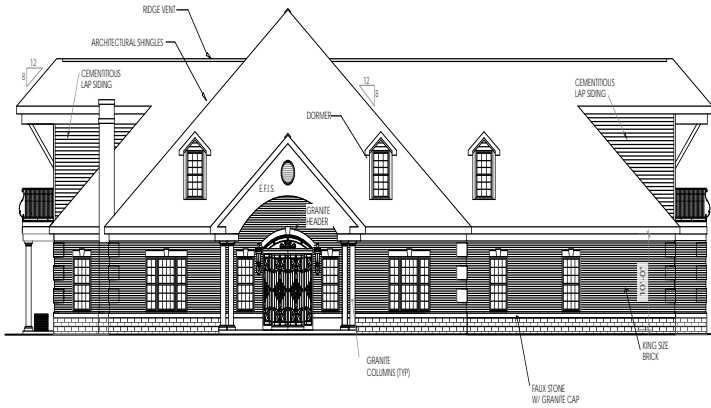 RIDGE VENT
ARCHITECTURAL SHINGLES
12
8
CEMENTITIOUS
LAP SIDING
12
8
CEMENTITIOUS
LAP SIDING
DORMER
E.F.I.S.
GRANITE
HEADER
10'-0"
GRANITE
COLUMNS (TYP)
KING SIZE
BRICK
FAUX STONE
W/ GRANITE CAP